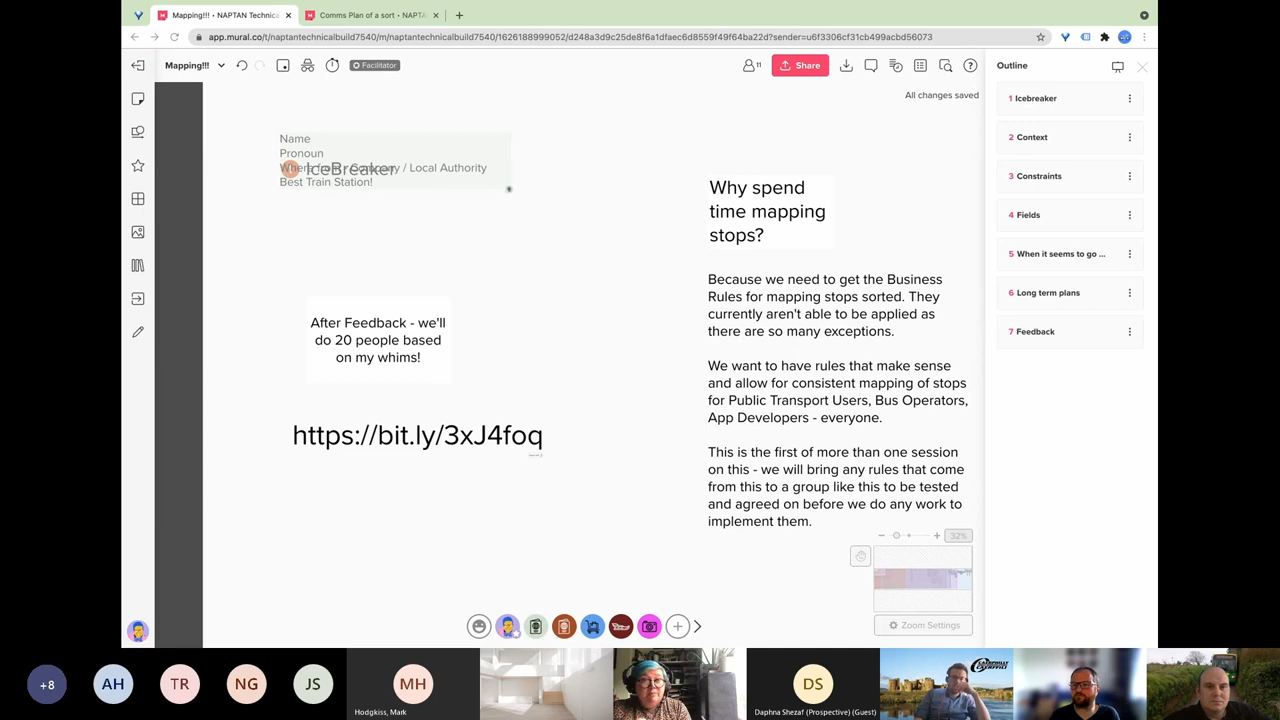 Mapping!!! • NAPTAN Technica
Comms Plan of a sort • NAPTA
app.mural.co/t/naptantechnicalbuild7540/m/naptantechnicalbuild7540/1626188999052/d248a3d9c25de8f6a1dfaec6d8559f49f64ba22d?sender=u6f3306cf31cb499acbd56073
Mapping!!!
Facilitator
11
Share
Outline
All changes saved
1 Icebreaker
2 Context
3 Constraints
4 Fields
5 When it seems to go ...
6 Long term plans
7 Feedback
Name
Pronoun
IceBreaker
Company / Local Authority
Best Train Station!
After Feedback - we'll
do 20 people based
on my whims!
https://bit.ly/3xJ4foq
Why spend
time mapping
stops?
Because we need to get the Business
Rules for mapping stops sorted. They
currently aren't able to be applied as
there are so many exceptions.
We want to have rules that make sense
and allow for consistent mapping of stops
for Public Transport Users, Bus Operators,
App Developers - everyone.
This is the first of more than one session
on this - we will bring any rules that come
from this to a group like this to be tested
and agreed on before we do any work to
implement them.
32%
Zoom Settings
+8
AH
TR
NG
JS
MH
Hodgkiss, Mark
DS
Daphna Shezaf (Prospective) (Guest)